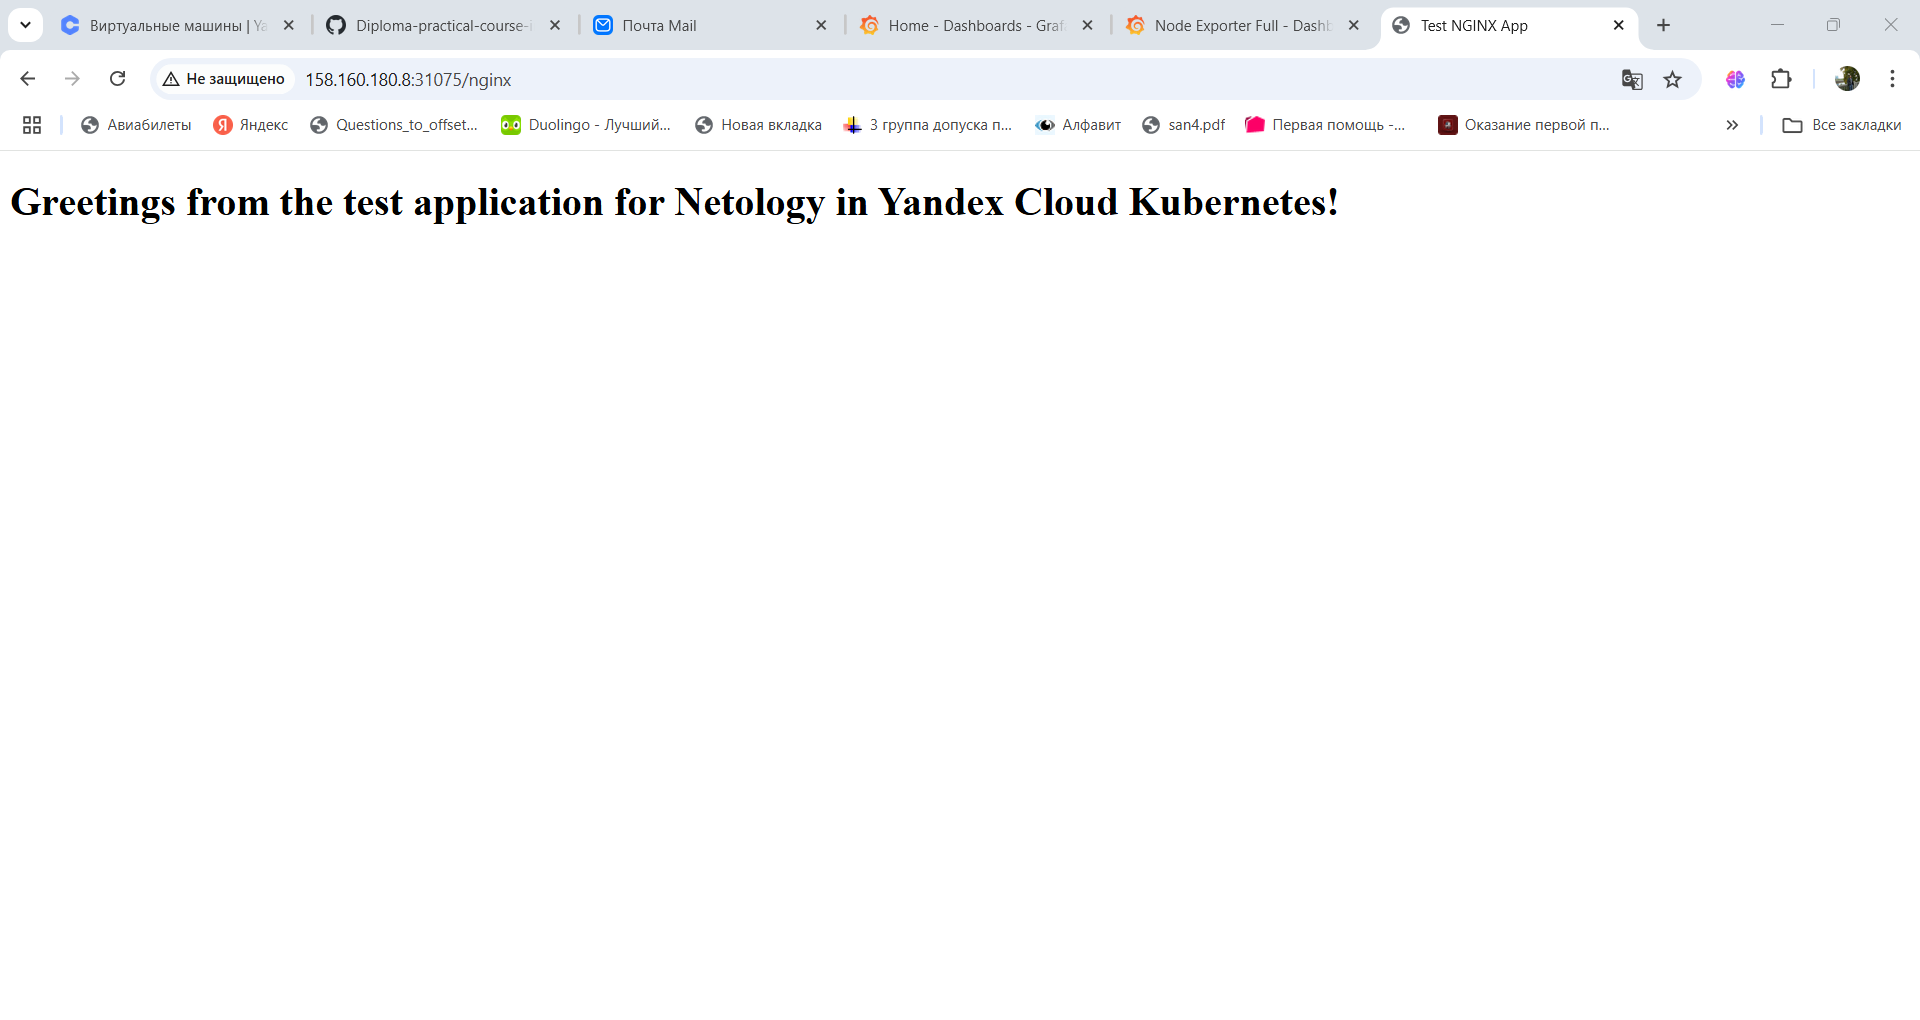 Виртуальные машины | Ya
Diploma-practical-course-
Почта Mail
Home - Dashboards - Graf
Node Exporter Full - Dashb
Test NGINX App
Не защищено
158.160.180.8:31075/nginx
Авиабилеты
Яндекс
Questions_to_offset...
Duolingo - Лучший...
Новая вкладка
3 группа допуска п...
Алфавит
san4.pdf
Первая помощь -...
Оказание первой п...
Все закладки
Greetings from the test application for Netology in Yandex Cloud Kubernetes!